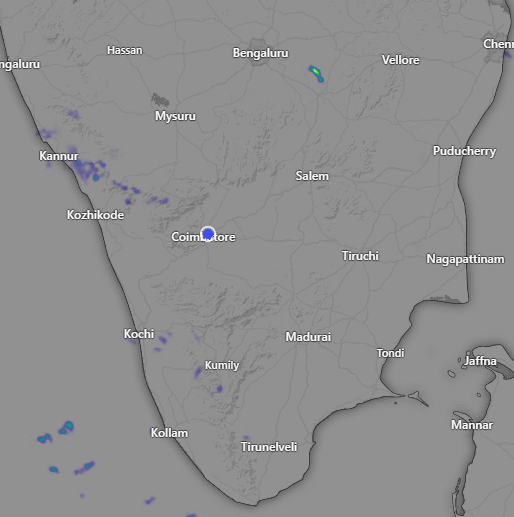 Hassan
Bengaluru
Chenn
Vellore
ngaluru
Mysuru
Kannur
Puducherry
Salem
Kozhikode
Coimbatore
Tiruchi
Nagapattinam
Kochi
Madurai
Tondi
Jaffna
Kumily
Mannar
Kollam
Tirunelveli